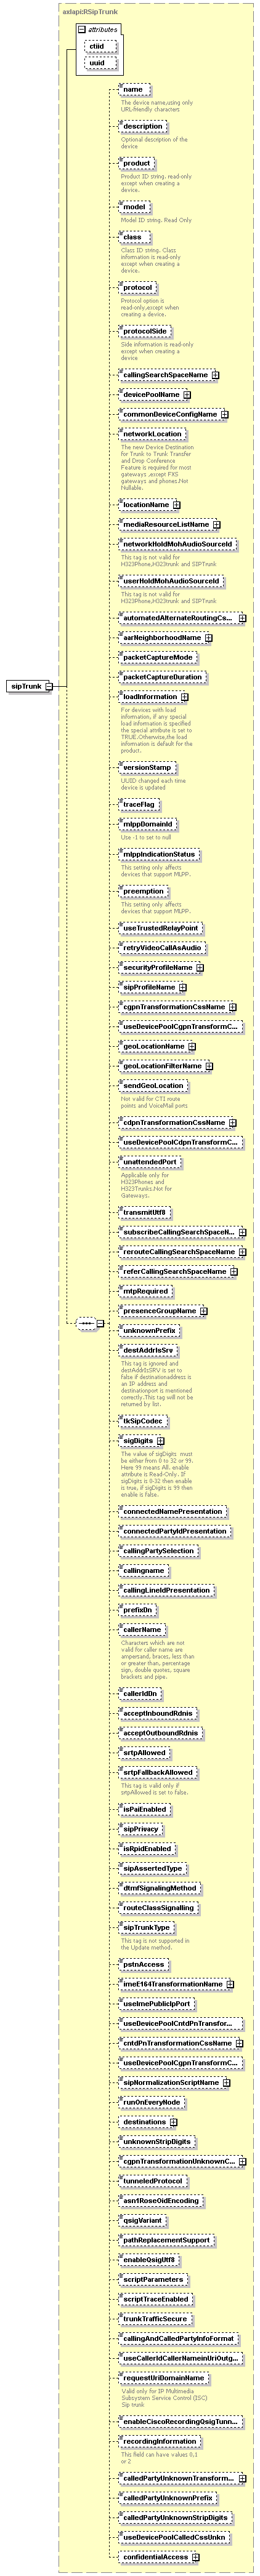 axlapi:RSipTrunk
attributes
ctiid
uuid
name
The device name,using only
URL-friendly characters
description
Optional description of the
device
product
Product ID string. read-only
except when creating a
device.
model
Model ID string. Read Only
class
Class ID string. Class
information is read-only
except when creating a
device.
protocol
Protocol option is
read-only,except when
creating a device.
protocolSide
Side information is read-only
except when creating a
device
callingSearchSpaceName
devicePoolName
commonDeviceConfigName
networkLocation
The new Device Destination
for Trunk to Trunk Transfer
and Drop Conference
Feature is required for most
gateways ,except FXS
gateways and phones.Not
Nullable.
locationName
mediaResourceListName
networkHoldMohAudioSourceId
This tag is not valid for
H323Phone,H323trunk and SIPTrunk
userHoldMohAudioSourceId
This tag is not valid for
H323Phone,H323trunk and SIPTrunk
automatedAlternateRoutingCs...
aarNeighborhoodName
packetCaptureMode
packetCaptureDuration
sipTrunk
loadInformation
For devices with load
information, if any special
load information is specified
the special attribute is set to
TRUE.Otherwise,the load
information is default for the
product.
versionStamp
UUID changed each time
device is updated
traceFlag
mlppDomainId
Use -1 to set to null
mlppIndicationStatus
This setting only affects
devices that support MLPP.
preemption
This setting only affects
devices that support MLPP.
useTrustedRelayPoint
retryVideoCallAsAudio
securityProfileName
sipProfileName
cgpnTransformationCssName
useDevicePoolCgpnTransformC...
geoLocationName
geoLocationFilterName
sendGeoLocation
Not valid for CTI route
points and VoiceMail ports
cdpnTransformationCssName
useDevicePoolCdpnTransformC...
unattendedPort
Applicable only for
H323Phones and
H323Trunks.Not for
Gateways.
transmitUtf8
subscribeCallingSearchSpaceN...
rerouteCallingSearchSpaceName
referCallingSearchSpaceName
mtpRequired
presenceGroupName
unknownPrefix
destAddrIsSrv
This tag is ignored and
destAddrIsSRV is set to
false if destinationaddress is
an IP address and
destinationport is mentioned
correctly.This tag will not be
returned by list.
tkSipCodec
sigDigits
The value of sigDigits must
be either from 0 to 32 or 99.
Here 99 means All. enable
attribute is Read-Only. If
sigDigits is 0-32 then enable
is true, if sigDigits is 99 then
enable is false.
connectedNamePresentation
connectedPartyIdPresentation
callingPartySelection
callingname
callingLineIdPresentation
prefixDn
callerName
Characters which are not
valid for caller name are
ampersand, braces, less than
or greater than, percentage
sign, double quotes, square
brackets and pipe.
callerIdDn
acceptInboundRdnis
acceptOutboundRdnis
srtpAllowed
srtpFallbackAllowed
This tag is valid only if
srtpAllowed is set to false.
isPaiEnabled
sipPrivacy
isRpidEnabled
sipAssertedType
dtmfSignalingMethod
routeClassSignalling
sipTrunkType
This tag is not supported in
the Update method.
pstnAccess
imeE164TransformationName
useImePublicIpPort
useDevicePoolCntdPnTransfor...
cntdPnTransformationCssName
useDevicePoolCgpnTransformC...
sipNormalizationScriptName
runOnEveryNode
destinations
unknownStripDigits
cgpnTransformationUnknownC...
tunneledProtocol
asn1RoseOidEncoding
qsigVariant
pathReplacementSupport
enableQsigUtf8
scriptParameters
scriptTraceEnabled
trunkTrafficSecure
callingAndCalledPartyInfoFormat
useCallerIdCallerNameinUriOutg...
requestUriDomainName
Valid only for IP Multimedia
Subsystem Service Control (ISC)
Sip trunk
enableCiscoRecordingQsigTunn...
recordingInformation
This field can have values 0,1
or 2
calledPartyUnknownTransform...
calledPartyUnknownPrefix
calledPartyUnknownStripDigits
useDevicePoolCalledCssUnkn
confidentialAccess